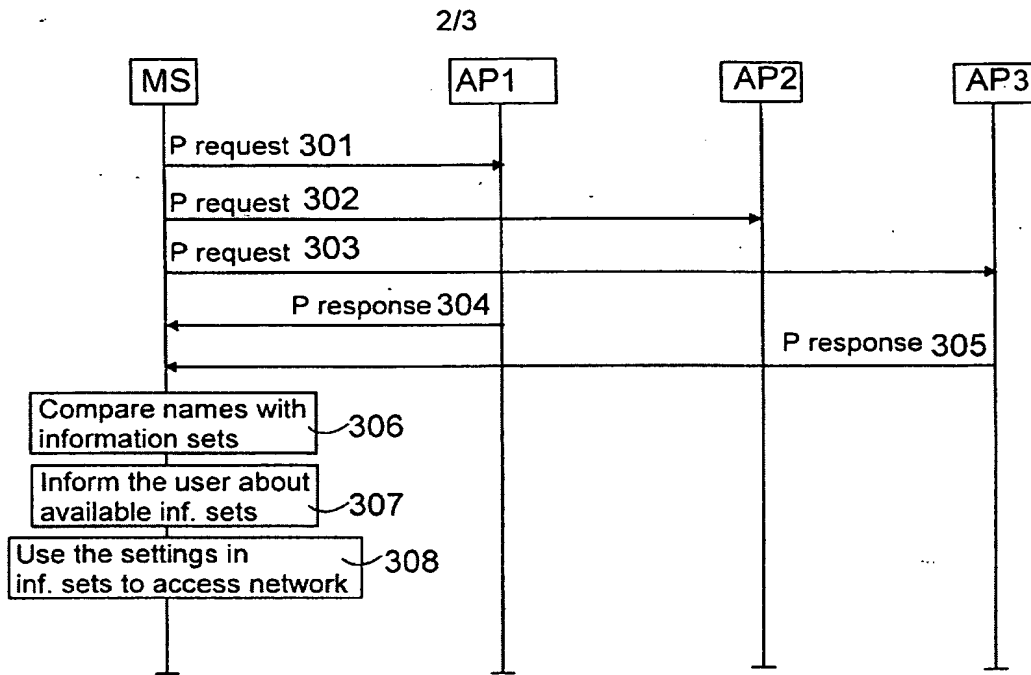 2/3
MS
AP1
AP2
AP3
P request 301
P request 302
P request 303
P response 304
P response 305
Compare names with
information sets
306
Inform the user about
available inf. sets
307
Use the settings in
inf. sets to access network
308